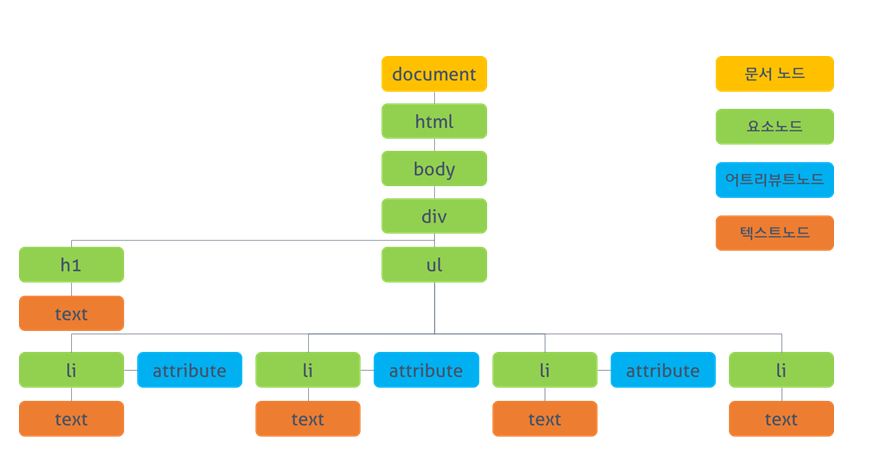 document
문서 노드
html
요소노드
body
어트리뷰트노드
div
텍스트노드
h1
ul
text
li
attribute
li
attribute
li
attribute
li
text
text
text
text